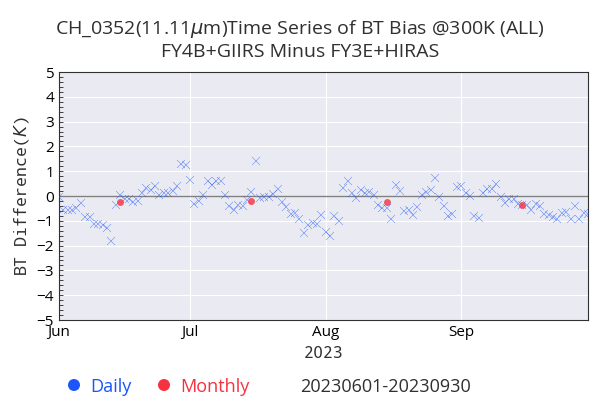 CH_0352(11.11μm)Time Series of BT Bias @300K (ALL)
FY4B+GIIRS Minus FY3E+HIRAS
BT Difference(K)
5
4
3
2
1
0
−1
−2
−3
−4
−5
Jun Jul Aug Sep
2023
Daily Monthly 20230601-20230930